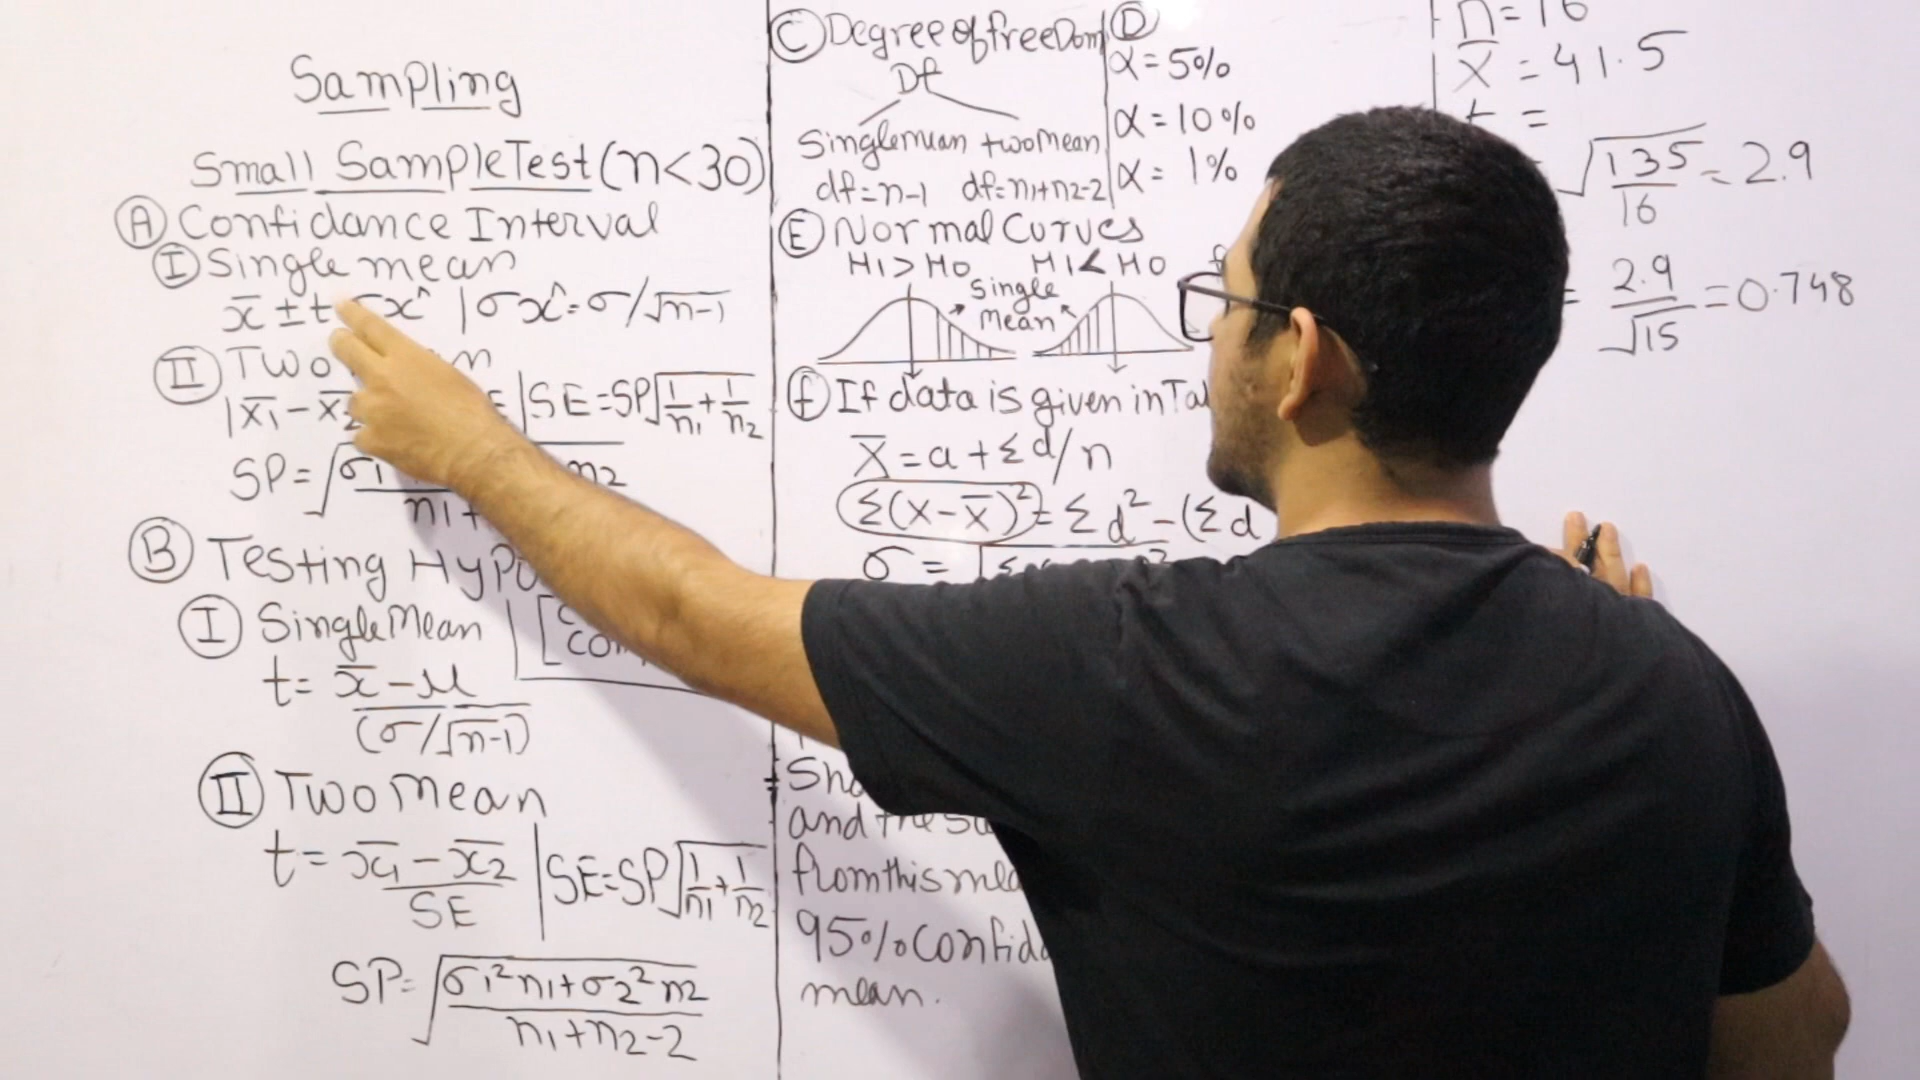 Sampling
Small Sample Test (n<30)
Ⓐ Confidance Interval
Ⓘ Single mean
x̄ ± t σx̂ | σx̂ = σ/√n-1
Ⓘ Two
|x̄1 - x̄2 | SE = SP√1/n1 + 1/n2
SP = √σ1 n2
n1+
Ⓑ Testing Hypo
Ⓘ Single Mean
t = x̄ - μ
(σ/√n-1)
Ⅱ Two mean
t = x̄1 - x̄2 / SE | SE = SP√1/n1 + 1/n2
SP = √σ1²n1+σ2²n2 / n1+n2-2
Ⓒ Degree of freeDom
Df
Single mean two Mean
df=n-1 df=n1+n2-2
Ⓓ
α = 5%
α = 10%
α = 1%
Ⓔ Normal Curves
H1 > H0 H1 < H0
Single
Mean
ⓕ If data is given in Ta
x̄ = a + Σd/n
Σ(x-x̄)² = Σd² - (Σd
σ =
and the
from this
95% Confid
mean.
n = 16
x̄ = 41.5
t =
√135/16 = 2.9
= 2.9/√15 = 0.748